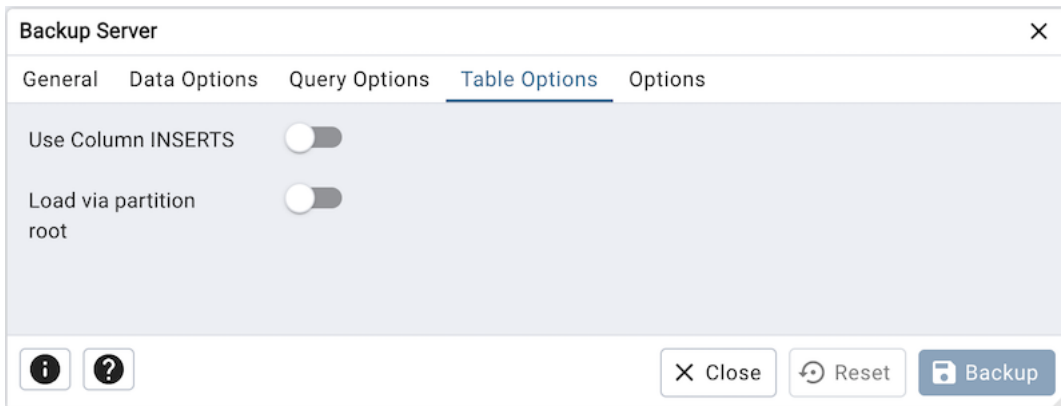 Backup Server
General Data Options Query Options Table Options Options
Use Column INSERTS
Load via partition
root
Close Reset Backup